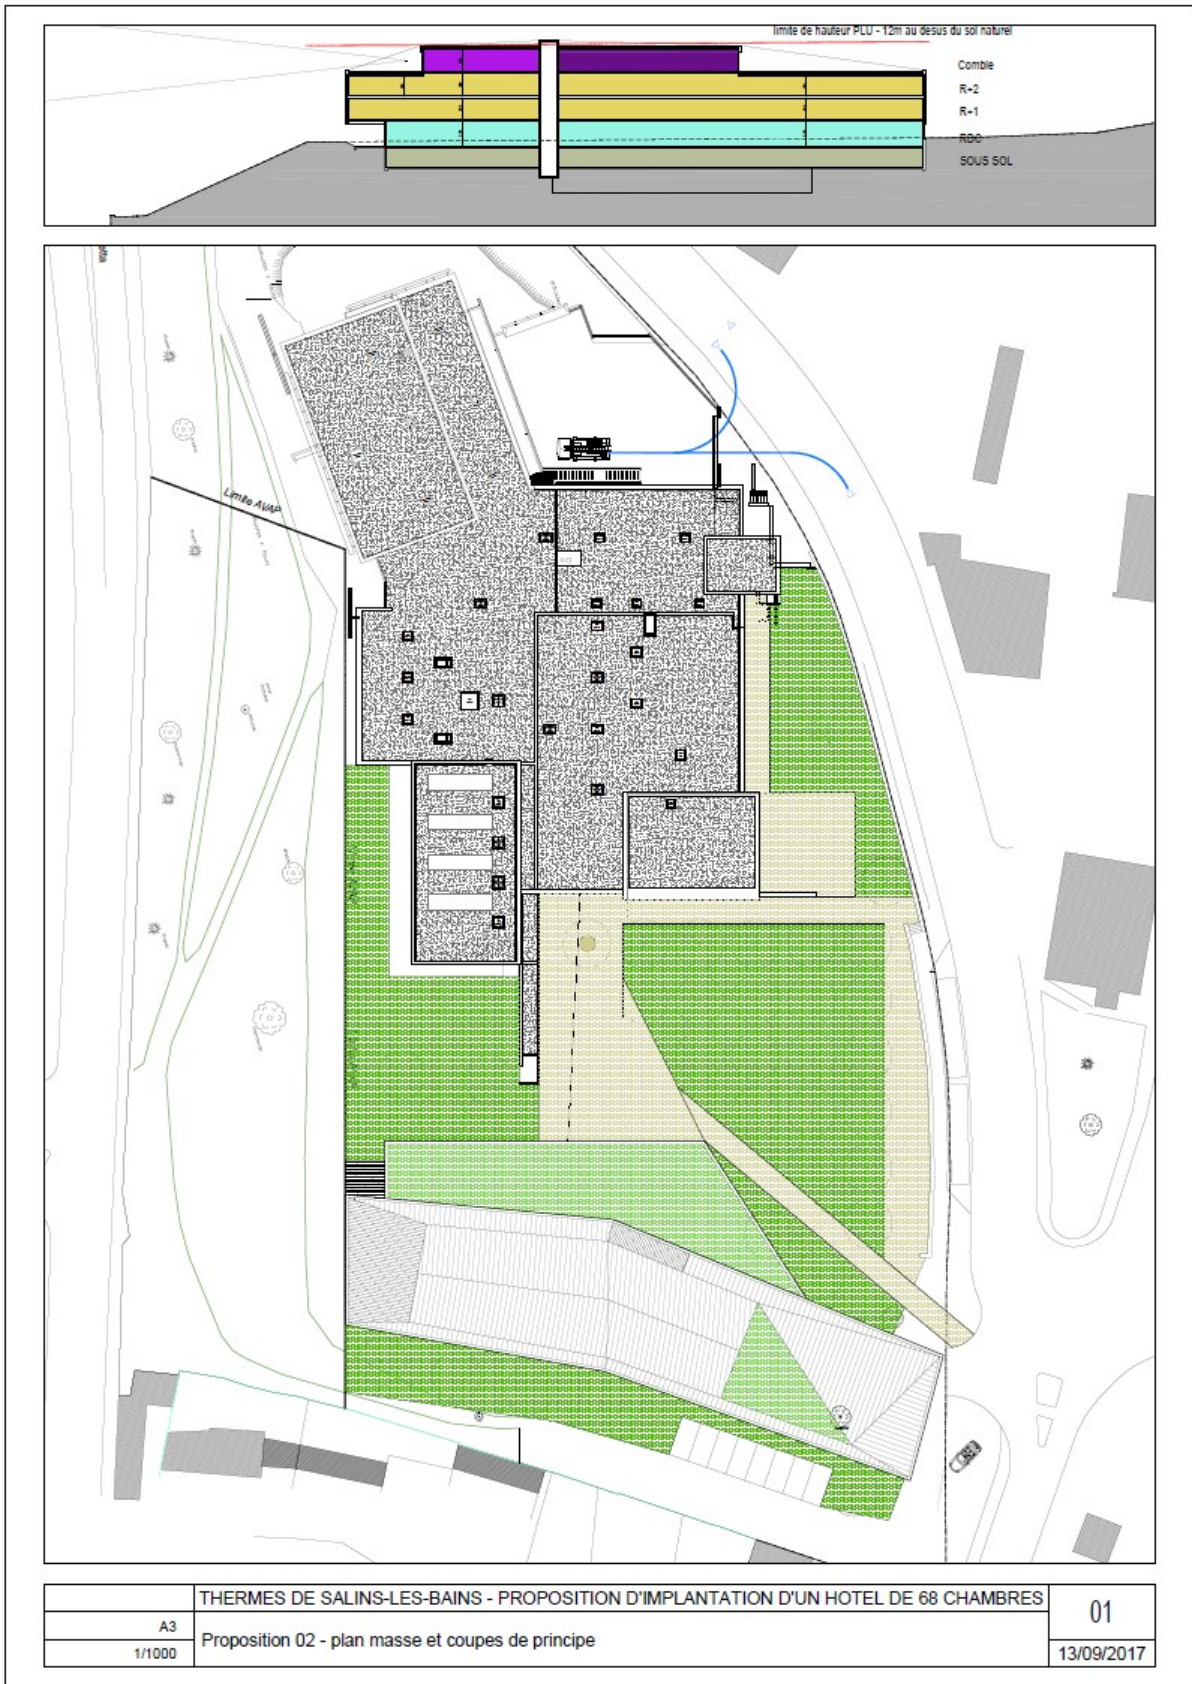 limite de hauteur PLU - 12m au desus du sol naturel
Comble
R+2
R+1
RDC
SOUS SOL
Limite AVAP
THERMES DE SALINS-LES-BAINS - PROPOSITION D'IMPLANTATION D'UN HOTEL DE 68 CHAMBRES
01
A3
Proposition 02 - plan masse et coupes de principe
1/1000
13/09/2017